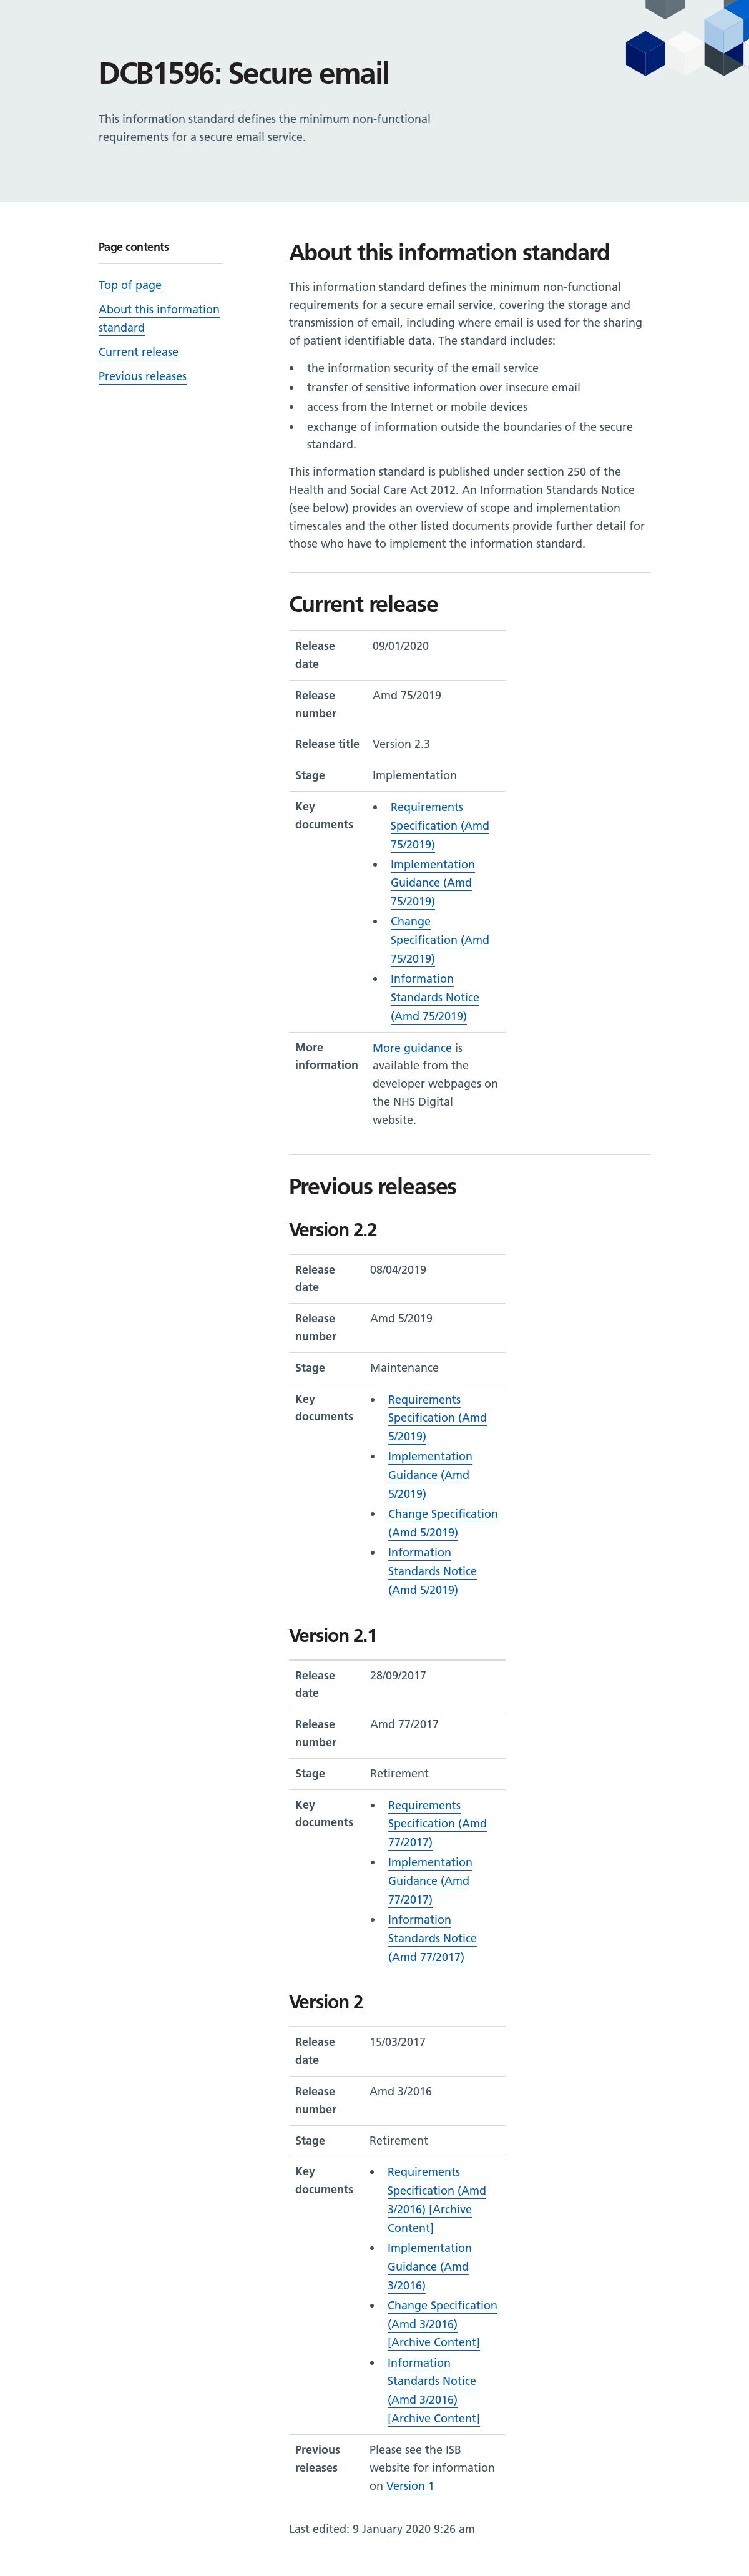 DCB1596: Secure email
This information standard defines the minimum non-functional
requirements for a secure email service.
Page contents
Top of page
About this information
standard
Current release
Previous releases
About this information standard
This information standard defines the minimum non-functional
requirements for a secure email service, covering the storage and
transmission of email, including where email is used for the sharing
of patient identifiable data. The standard includes:
• the information security of the email service
• transfer of sensitive information over insecure email
• access from the Internet or mobile devices
• exchange of information outside the boundaries of the secure
standard.
This information standard is published under section 250 of the
Health and Social Care Act 2012. An Information Standards Notice
(see below) provides an overview of scope and implementation
timescales and the other listed documents provide further detail for
those who have to implement the information standard.
Current release
Release 09/01/2020
date
Release Amd 75/2019
number
Release title Version 2.3
Stage Implementation
Key • Requirements
documents Specification (Amd
75/2019)
• Implementation
Guidance (Amd
75/2019)
• Change
Specification (Amd
75/2019)
• Information
Standards Notice
(Amd 75/2019)
More More guidance is
information available from the
developer webpages on
the NHS Digital
website.
Previous releases
Version 2.2
Release 08/04/2019
date
Release Amd 5/2019
number
Stage Maintenance
Key • Requirements
documents Specification (Amd
5/2019)
• Implementation
Guidance (Amd
5/2019)
• Change Specification
(Amd 5/2019)
• Information
Standards Notice
(Amd 5/2019)
Version 2.1
Release 28/09/2017
date
Release Amd 77/2017
number
Stage Retirement
Key • Requirements
documents Specification (Amd
77/2017)
• Implementation
Guidance (Amd
77/2017)
• Information
Standards Notice
(Amd 77/2017)
Version 2
Release 15/03/2017
date
Release Amd 3/2016
number
Stage Retirement
Key • Requirements
documents Specification (Amd
3/2016) [Archive
Content]
• Implementation
Guidance (Amd
3/2016)
• Change Specification
(Amd 3/2016)
[Archive Content]
• Information
Standards Notice
(Amd 3/2016)
[Archive Content]
Previous Please see the ISB
releases website for information
on Version 1
Last edited: 9 January 2020 9:26 am